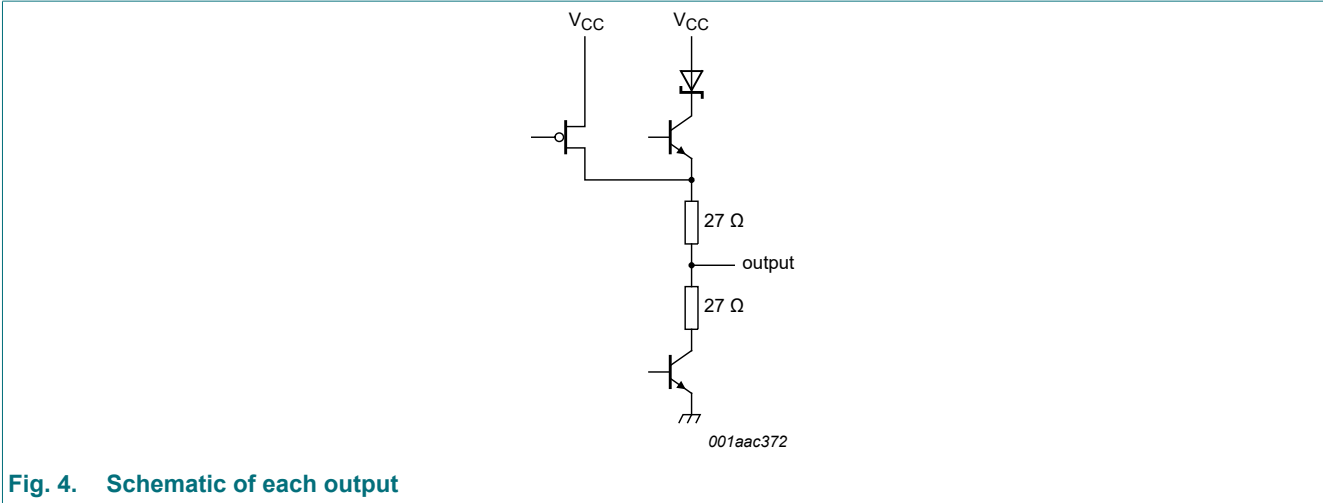 VCC VCC
27 Ω
output
27 Ω
001aac372
Fig. 4. Schematic of each output